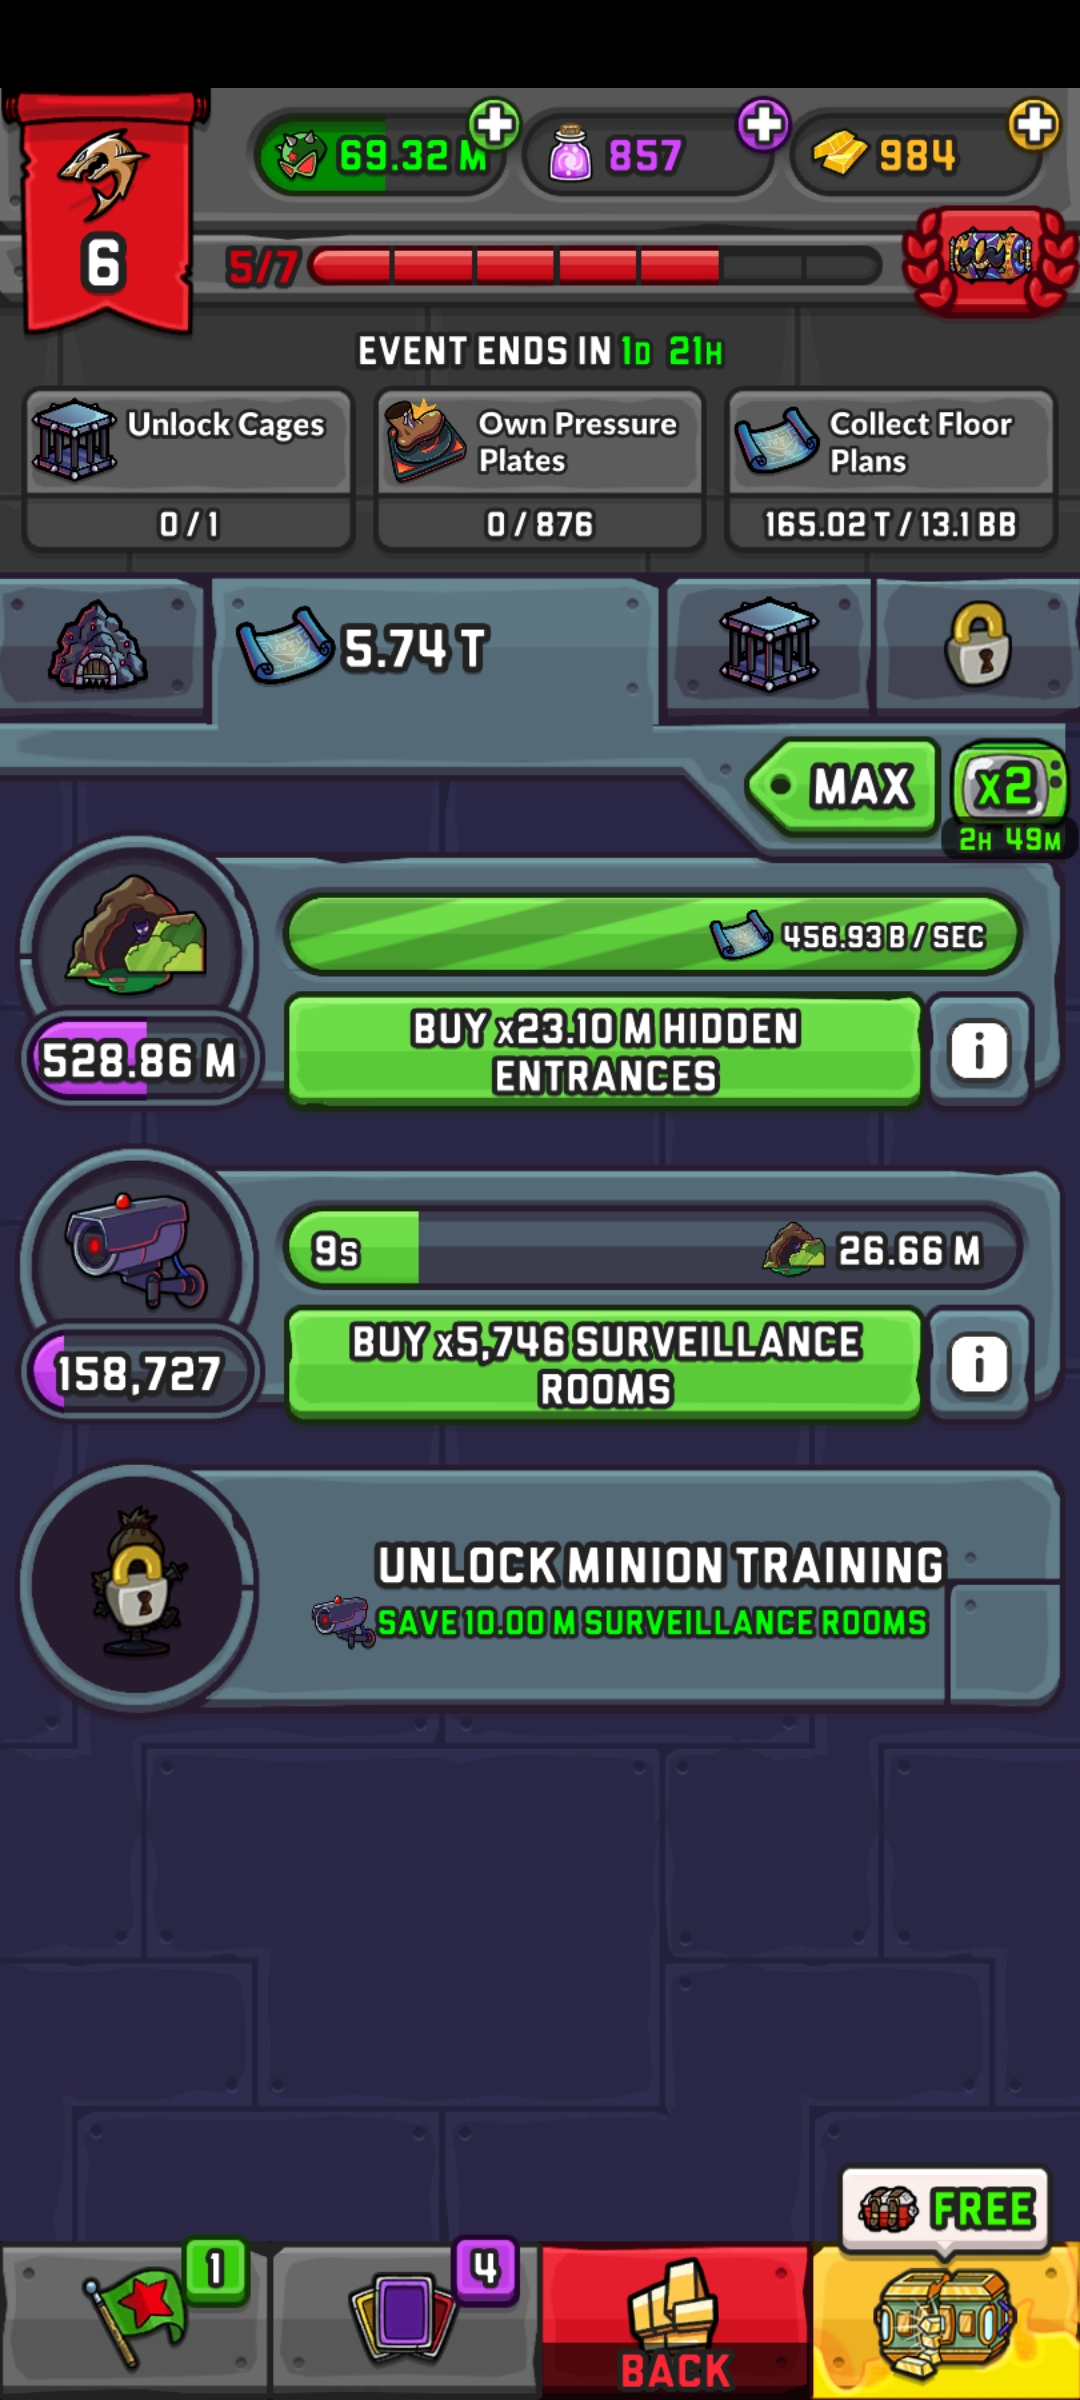 69.32 M
857
984
6
5/7
EVENT ENDS IN 1D 21H
Unlock Cages
0 / 1
Own Pressure
Plates
0 / 876
Collect Floor
Plans
165.02 T / 13.1 BB
5.74 T
MAX
x2
2H 49M
456.93 B / SEC
528.86 M
BUY x23.10 M HIDDEN
ENTRANCES
i
9s
26.66 M
158,727
BUY x5,746 SURVEILLANCE
ROOMS
i
UNLOCK MINION TRAINING
SAVE 10.00 M SURVEILLANCE ROOMS
FREE
1
4
BACK